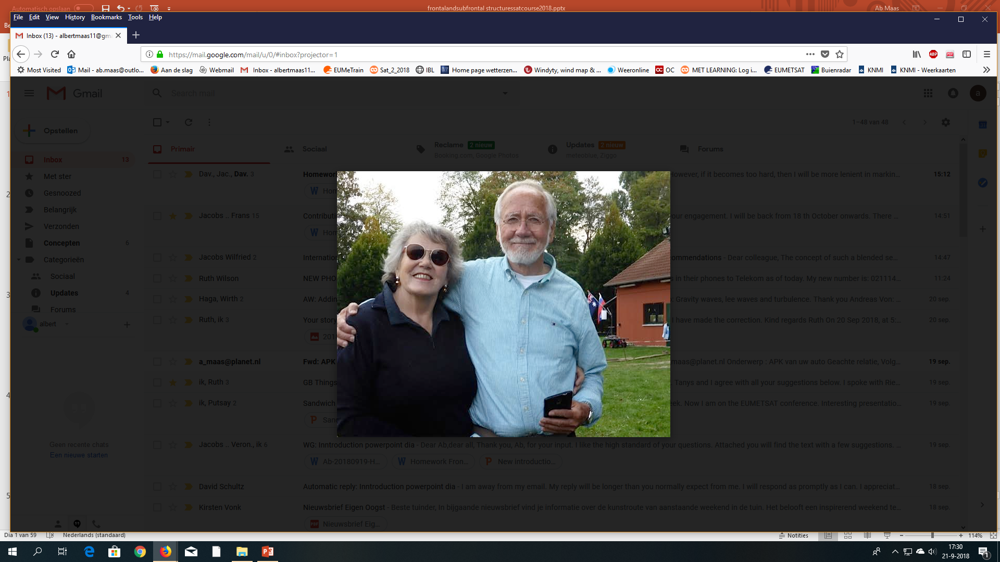 Automatisch opslaan
frontalandsubfrontal structuressatcourse2018.pptx
Ab Maas
File Edit View History Bookmarks Tools Help
Inbox (13) - albertmaas11@gm
https://mail.google.com/mail/u/0/#inbox?projector=1
Most Visited Mail - ab.maas@outlo... Aan de slag Webmail Inbox - albertmaas11... EUMeTrain Sat_2_2018 IBL Home page wetterzen... Windyty, wind map & ... Weeronline OC MET LEARNING: Log i... EUMETSAT Buienradar KNMI KNMI - Weerkaarten
Gmail
Search mail
a
Opstellen
1–48 van 48
Primair
Sociaal
Reclame 2 nieuw
Booking.com, Google Photos
Updates 2 nieuw
meteoblue, Ziggo
Forums
Inbox 13
Met ster
Gesnoozed
Belangrijk
Verzonden
Concepten 6
Categorieën
Sociaal
Updates 4
Forums
albert
Geen recente chats
Een nieuwe starten
Dav., Jac., Dav. 3 Homewor However, if it becomes too hard, then I will be more lenient in markin... 15:12
Hon
Jacobs .. Frans 15 Contributi our engagement. I will be back from 18 th October onwards. There ... 14:51
Hon
Jacobs Wilfried 2 Internation commendations - Dear colleague, The concept of such a blended se... 14:47
Ruth Wilson NEW PHO s in their phones to Telekom as of today. My new number is: 021114... 11:24
Haga, Wirth 2 AW: Addin : Gravity waves, lee waves and turbulence. Thank you Andreas Von: ... 20 sep.
Ruth, ik 3 Your story I have made the correction. Kind regards Ruth On 20 Sep 2018, at 5:... 20 sep.
201
a_maas@planet.nl Fwd: APK maas@planet.nl Onderwerp : APK van uw auto Geachte relatie, Volg... 19 sep.
ik, Ruth 3 GB Things . Tanys and I agree with all your suggestions below. I spoke with Rie... 19 sep.
ik, Putsay 2 Sandwich eek. Now I am on the EUMETSAT conference. Interesting presentatio... 19 sep.
San
Jacobs .. Veron., ik 6 WG: Inntroduction powerpoint dia - Dear Ab,dear all, Thank you, Ab, for your input. I like the high standard of your questions. Attached you will find the text with a few suggestions. ... 19 sep.
Ab-20180919-H... Homework Fron... New introductio...
David Schultz Automatic reply: Inntroduction powerpoint dia - I am away from my email. My reply will be longer than you normally expect from me. I will respond as promptly as I can. I appreciat... 18 sep.
Kirsten Vonk Nieuwsbrief Eigen Oogst - Beste tuinder, In bijgaande nieuwsbrief vind je informatie over de kunstroute van aanstaande weekend in de tuin. Het belooft een inspirerend weekend te... 18 sep.
Nieuwsbrief Eig...
Dia 1 van 59 Nederlands (standaard) Notities 114%
17:30
21-9-2018
1